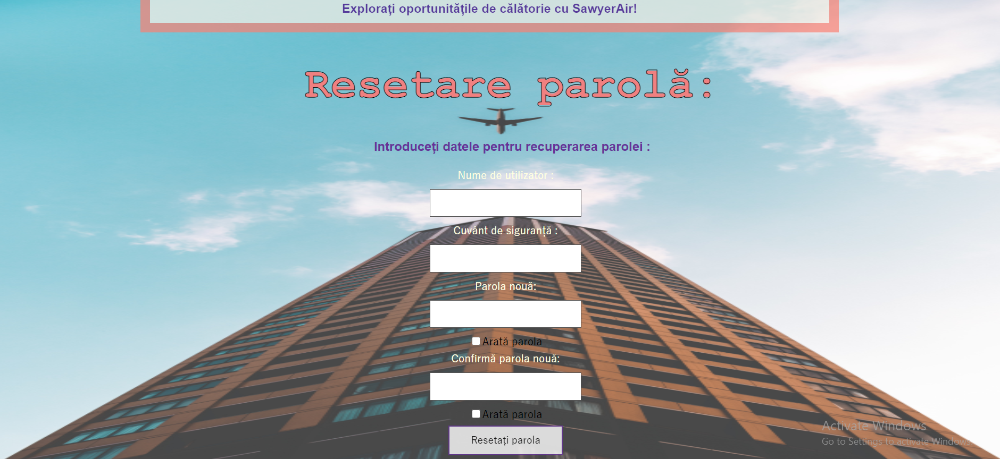 Explorați oportunitățile de călătorie cu SawyerAir!
Resetare parolă:
Introduceți datele pentru recuperarea parolei :
Nume de utilizator :
Cuvânt de siguranță :
Parola nouă:
Arată parola
Confirmă parola nouă:
Arată parola
Resetați parola
Activate Windows
Go to Settings to activate Windows.